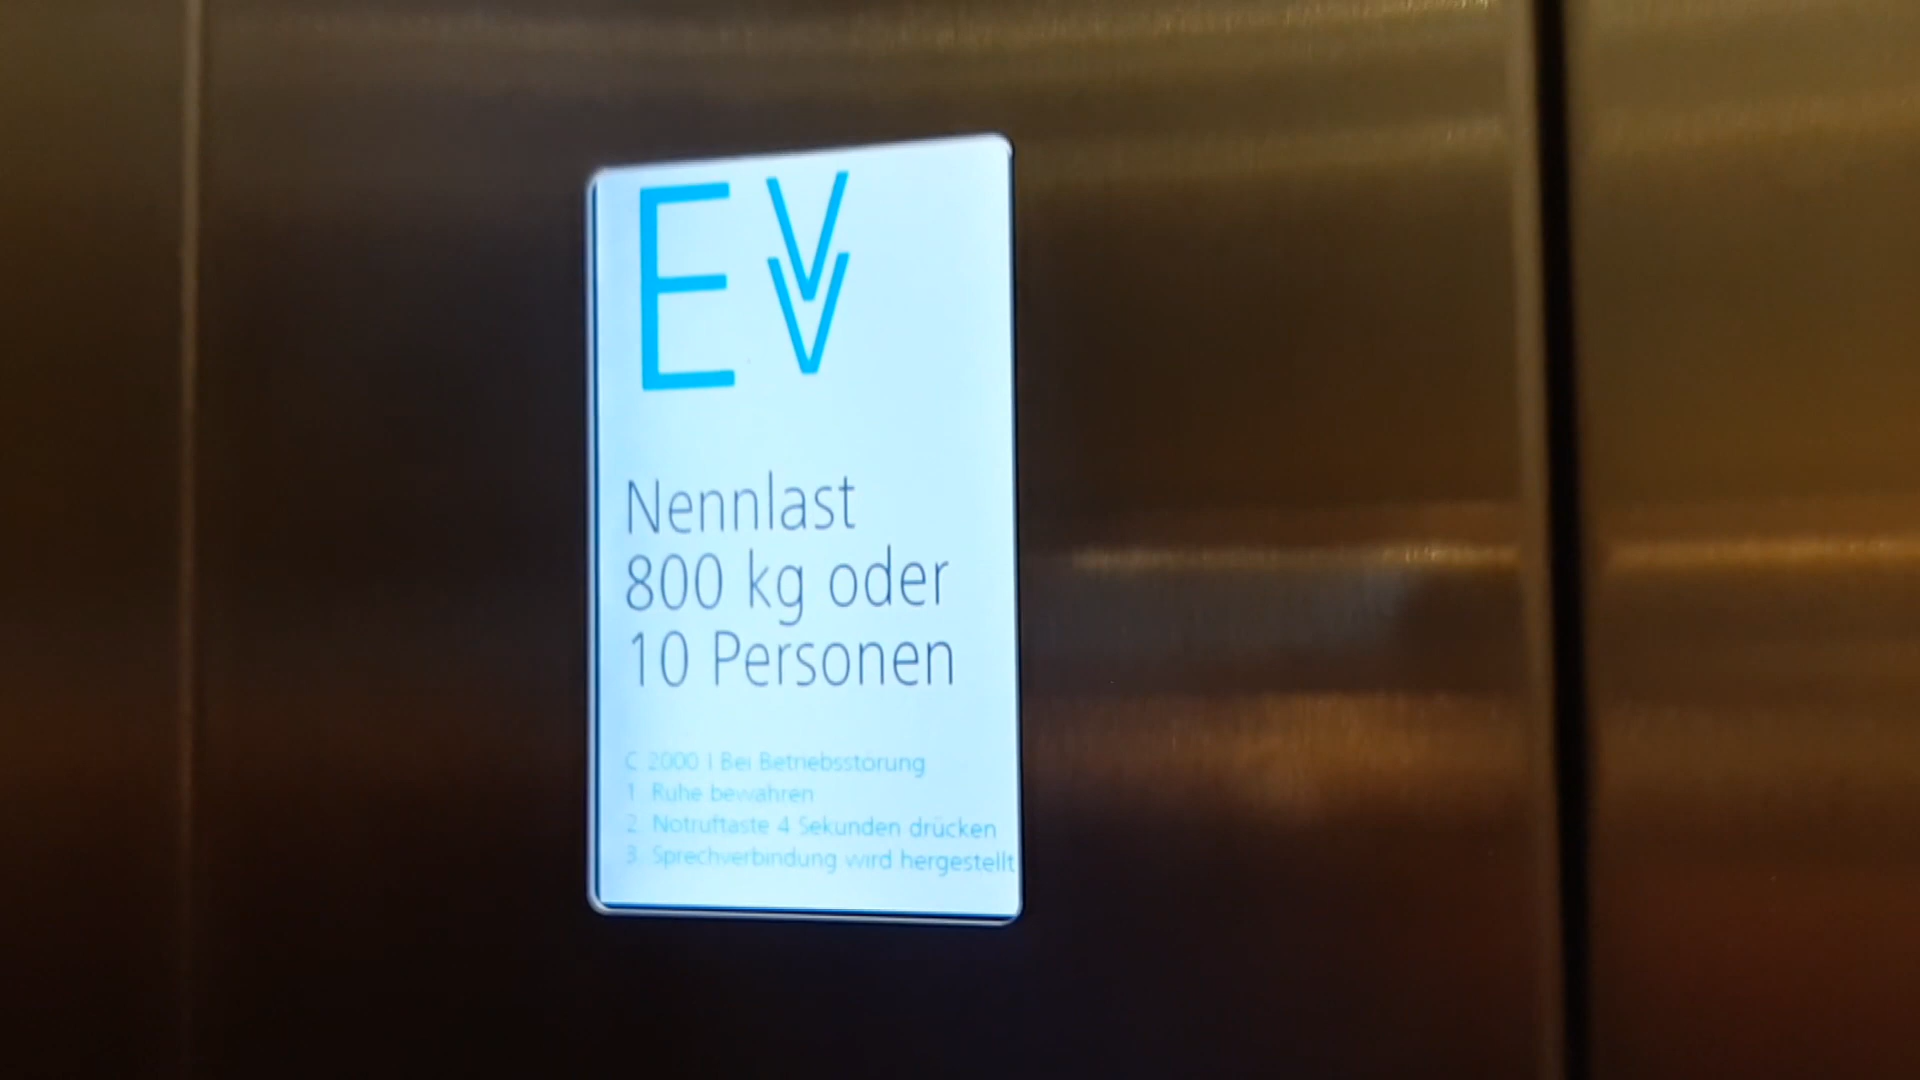 E
Nennlast
800 kg oder
10 Personen
C 2000 | Bei Betriebsstörung
1. Ruhe bewahren
2. Notruftaste 4 Sekunden drücken
3. Sprechverbindung wird hergestellt